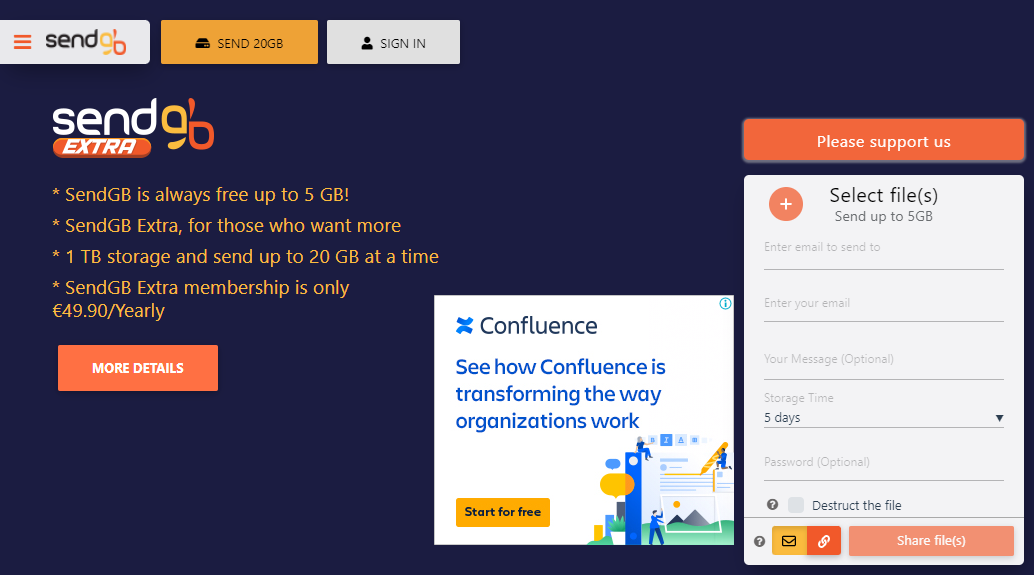 sendgb
SEND 20GB
SIGN IN
sendgb
EXTRA
* SendGB is always free up to 5 GB!
* SendGB Extra, for those who want more
* 1 TB storage and send up to 20 GB at a time
* SendGB Extra membership is only
€49.90/Yearly
MORE DETAILS
Confluence
See how Confluence is
transforming the way
organizations work
Start for free
Please support us
Select file(s)
Send up to 5GB
Enter email to send to
Enter your email
Your Message (Optional)
Storage Time
5 days
Password (Optional)
Destruct the file
Share file(s)